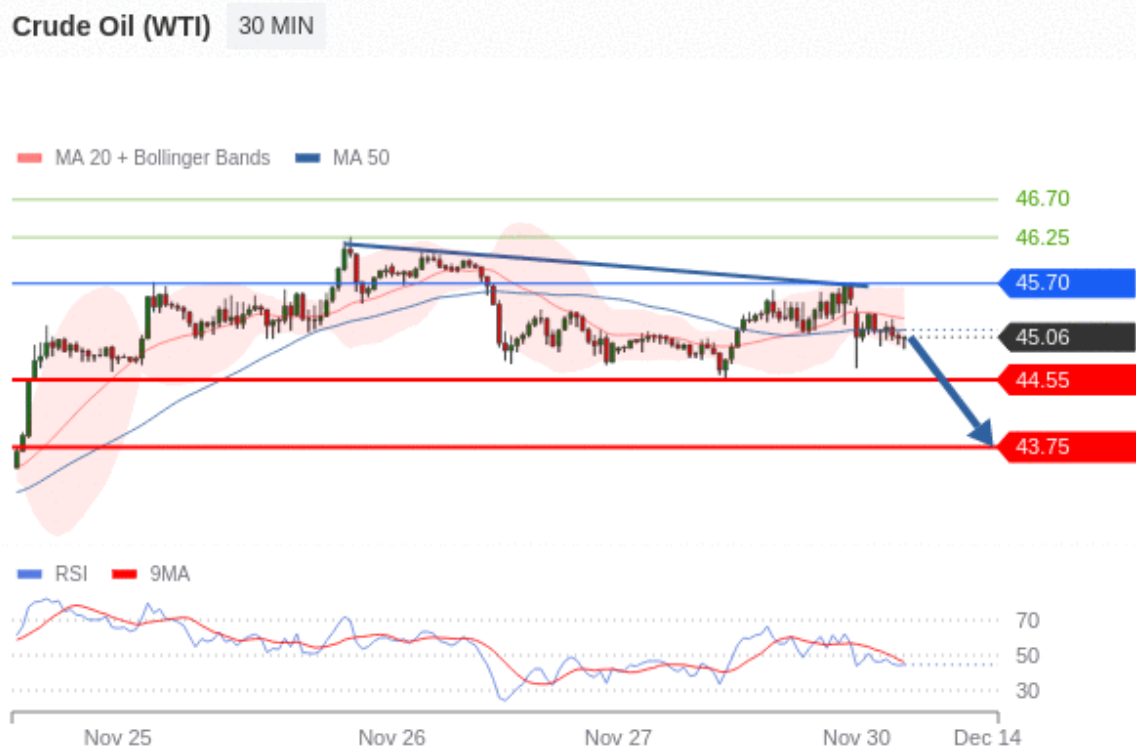 Crude Oil (WTI) 30 MIN
MA 20 + Bollinger Bands MA 50
46.70
46.25
45.70
45.06
44.55
43.75
RSI 9MA
70
50
30
Nov 25 Nov 26 Nov 27 Nov 30 Dec 14